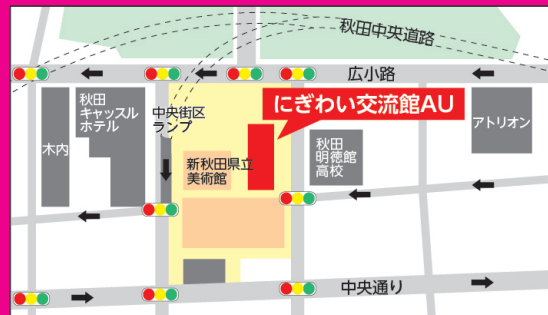 秋田中央道路
広小路
秋田
キャッスル
ホテル
中央街区
ランプ
にぎわい交流館AU
アトリオン
木内
新秋田県立
美術館
秋田
明徳館
高校
中央通り